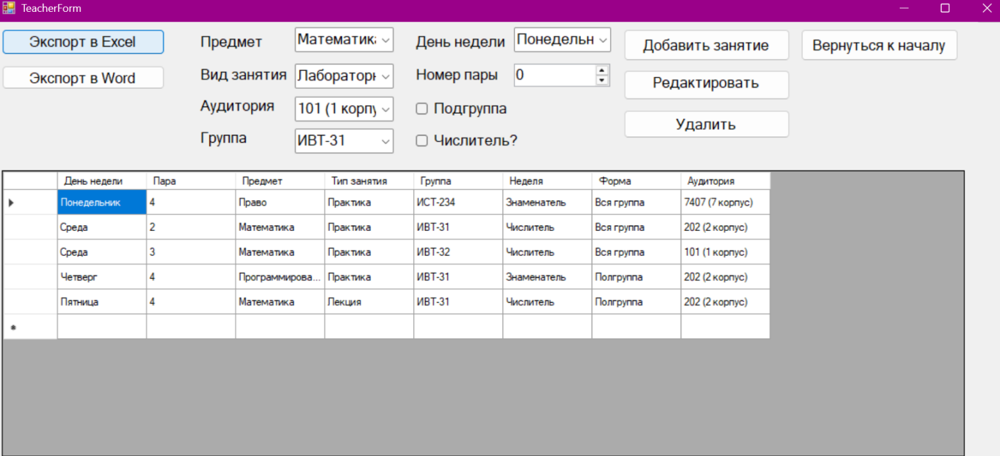 TeacherForm
Экспорт в Excel
Экспорт в Word
Предмет Математика
Вид занятия Лаборатор
Аудитория 101 (1 корпу
Группа ИВТ-31
День недели Понедельн
Номер пары 0
Подгруппа
Числитель?
Добавить занятие
Редактировать
Удалить
Вернуться к началу
День недели Пара Предмет Тип занятия Группа Неделя Форма Аудитория
Понедельник 4 Право Практика ИСТ-234 Знаменатель Вся группа 7407 (7 корпус)
Среда 2 Математика Практика ИВТ-31 Числитель Вся группа 202 (2 корпус)
Среда 3 Математика Практика ИВТ-32 Числитель Вся группа 101 (1 корпус)
Четверг 4 Программирова... Практика ИВТ-31 Знаменатель Полгруппа 202 (2 корпус)
Пятница 4 Математика Лекция ИВТ-31 Числитель Полгруппа 202 (2 корпус)